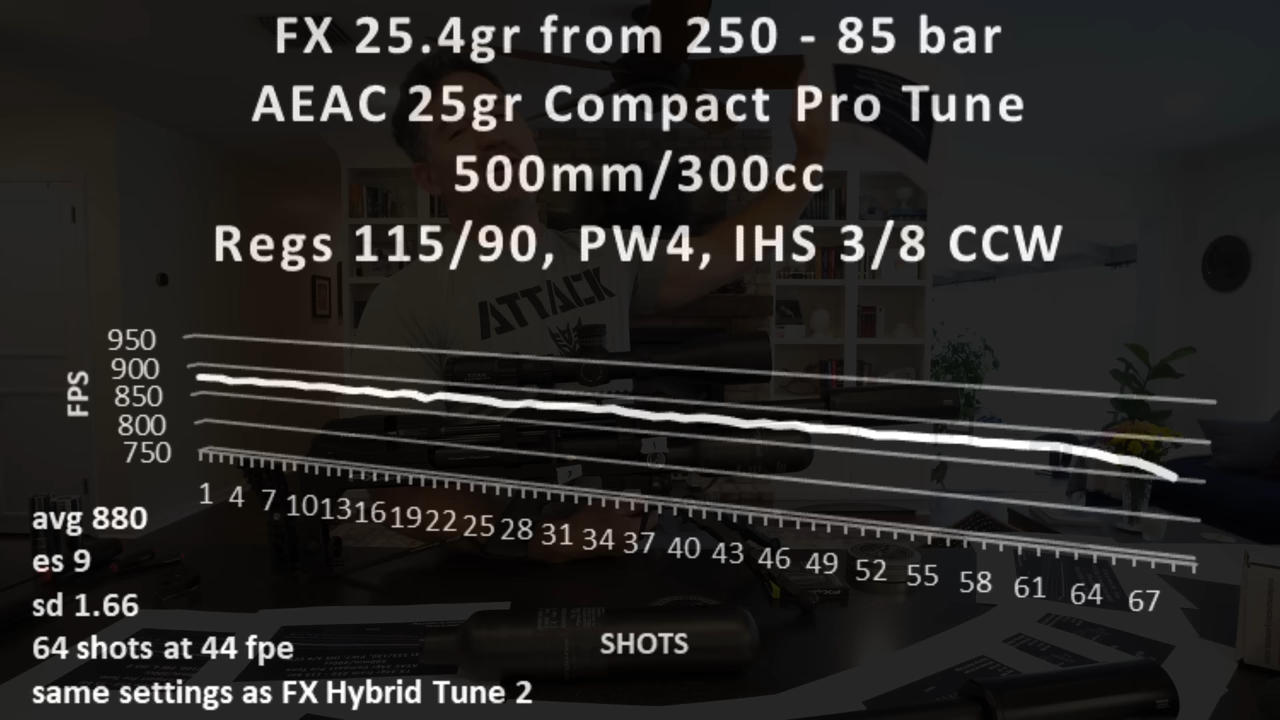 FX 25.4gr from 250 - 85 bar
AEAC 25gr Compact Pro Tune
500mm/300cc
Regs 115/90, PW4, IHS 3/8 CCW
ATTACK
950
900
850
800
750
FPS
1 4 7 10 13 16 19 22 25 28 31 34 37 40 43 46 49 52 55 58 61 64 67
SHOTS
avg 880
es 9
sd 1.66
64 shots at 44 fpe
same settings as FX Hybrid Tune 2